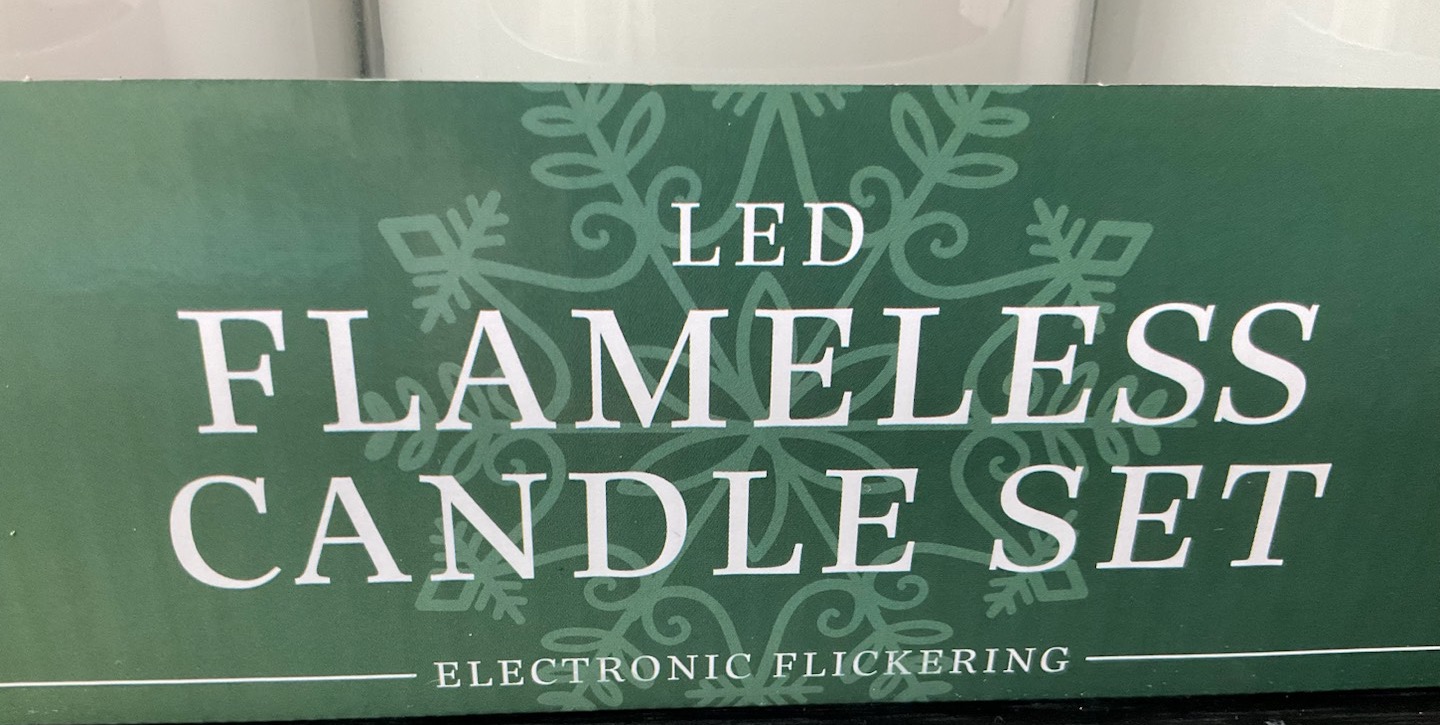 LED
FLAMELESS
CANDLE SET
ELECTRONIC FLICKERING